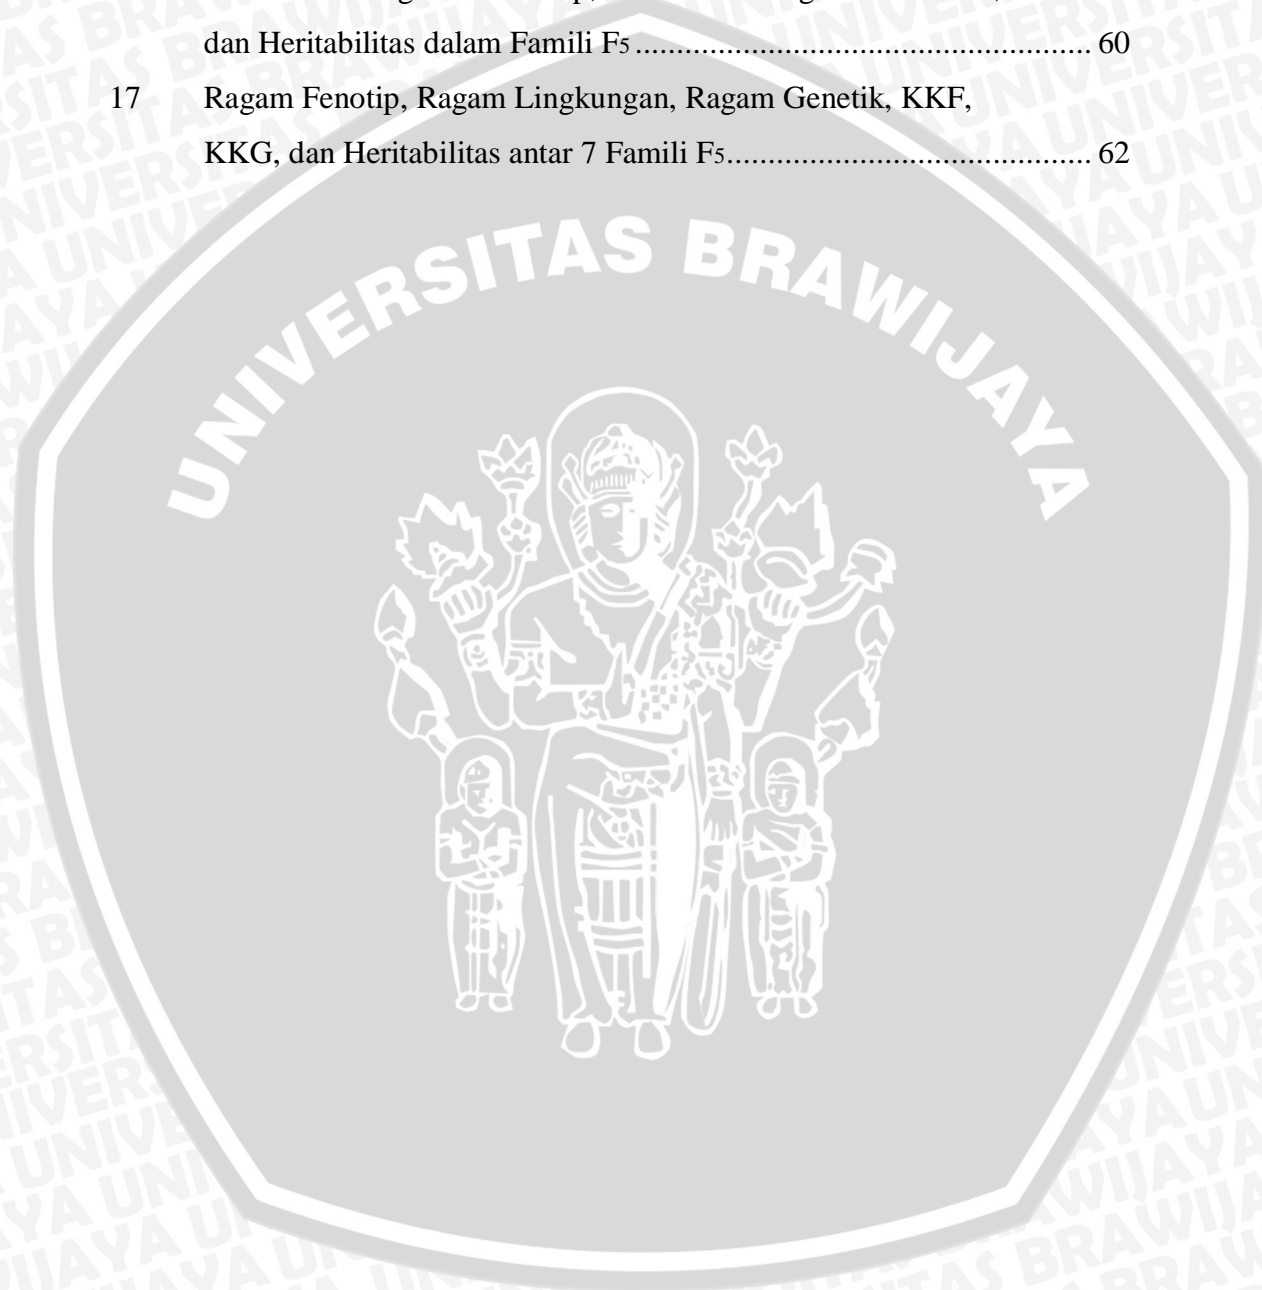 dan Heritabilitas dalam Famili F5 ........................................................ 60
17 Ragam Fenotip, Ragam Lingkungan, Ragam Genetik, KKF,
KKG, dan Heritabilitas antar 7 Famili F5............................................. 62
UNIVERSITAS BRAWIJAYA